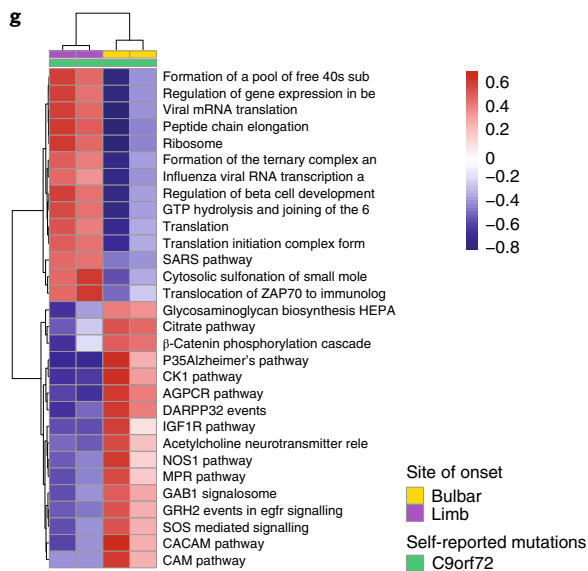 g
Formation of a pool of free 40s sub
Regulation of gene expression in be
Viral mRNA translation
Peptide chain elongation
Ribosome
Formation of the ternary complex an
Influenza viral RNA transcription a
Regulation of beta cell development
GTP hydrolysis and joining of the 6
Translation
Translation initiation complex form
SARS pathway
Cytosolic sulfonation of small mole
Translocation of ZAP70 to immunolog
Glycosaminoglycan biosynthesis HEPA
Citrate pathway
β-Catenin phosphorylation cascade
P35Alzheimer's pathway
CK1 pathway
AGPCR pathway
DARPP32 events
IGF1R pathway
Acetylcholine neurotransmitter rele
NOS1 pathway
MPR pathway
GAB1 signalosome
GRH2 events in egfr signalling
SOS mediated signalling
CACAM pathway
CAM pathway
0.6
0.4
0.2
0
−0.2
−0.4
−0.6
−0.8
Site of onset
Bulbar
Limb
Self-reported mutations
C9orf72